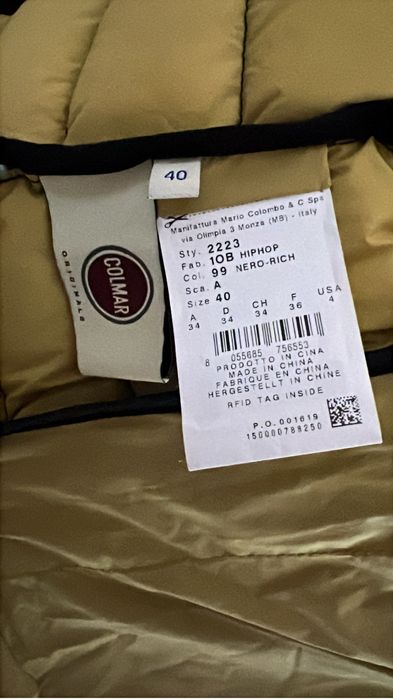 40
COLMAR
ORIGINALS
Manifattura Mario Colombo & C Spa
via Olimpia 3 Monza (MB) - Italy
Sty. 2223
Fab. 1OB HIPHOP
Col. 99 NERO-RICH
Sca. A
Size 40
A D CH F USA
34 34 34 36 4
8 055685 756553
PRODOTTO IN CINA
MADE IN CHINA
FABRIQUE EN CHINA
HERGESTELLT IN CHINE
RFID TAG INSIDE
P.O. 001619
150000788250